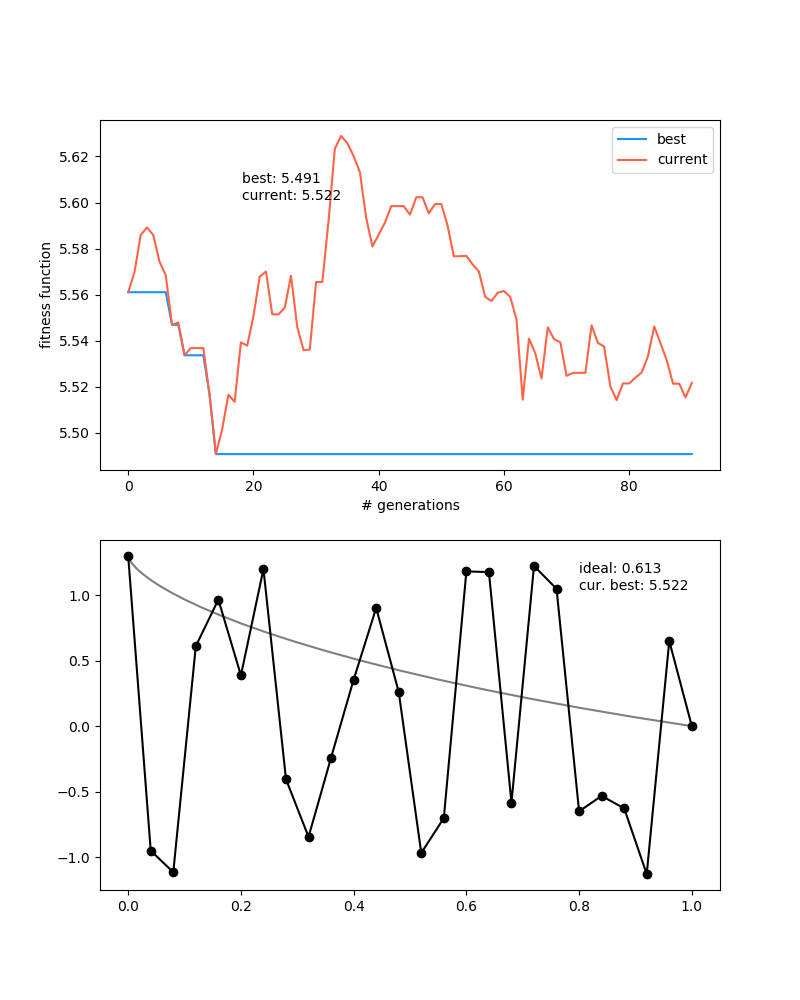 best
current
best: 5.491
current: 5.522
fitness function
5.62
5.60
5.58
5.56
5.54
5.52
5.50
0 20 40 60 80
# generations
ideal: 0.613
cur. best: 5.522
1.0
0.5
0.0
−0.5
−1.0
0.0 0.2 0.4 0.6 0.8 1.0